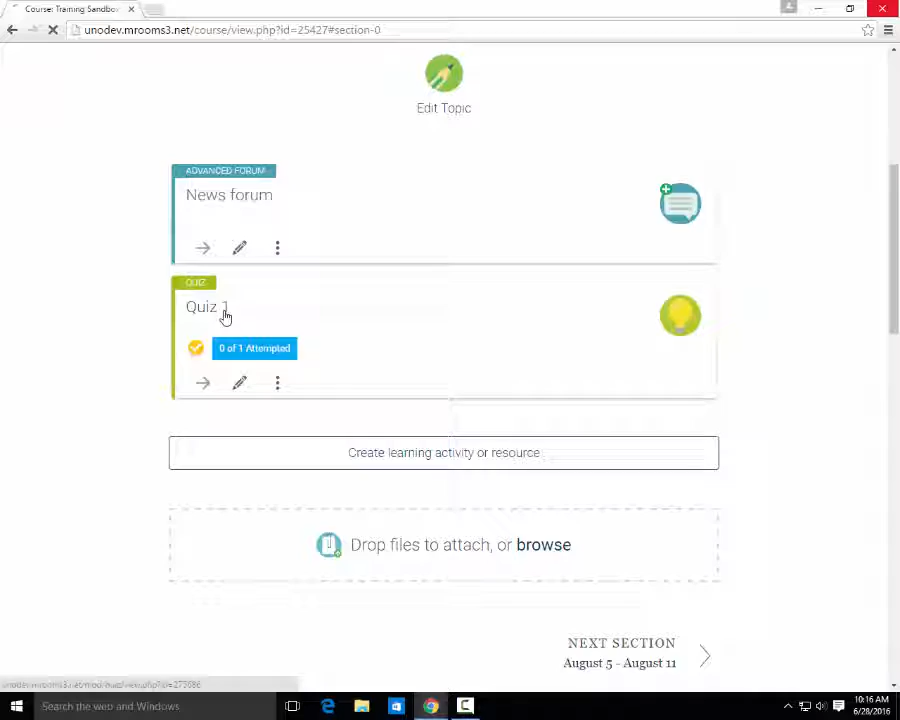 Course: Training Sandbo
unodev.mrooms3.net/course/view.php?id=25427#section-0
Edit Topic
ADVANCED FORUM
News forum
QUIZ
Quiz 1
0 of 1 Attempted
Create learning activity or resource
Drop files to attach, or browse
NEXT SECTION
August 5 - August 11
Search the web and Windows
10:16 AM
6/28/2016